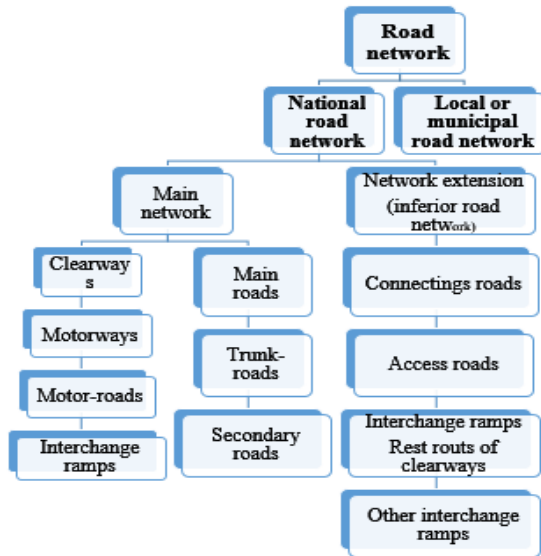 Road
network
National
road
network
Local or
municipal
road network
Main
network
Network extension
(inferior road
network)
Clearway
s
Main
roads
Connectings roads
Motorways
Trunk-
roads
Access roads
Motor-roads
Interchange
ramps
Secondary
roads
Interchange ramps
Rest routs of
clearways
Other interchange
ramps